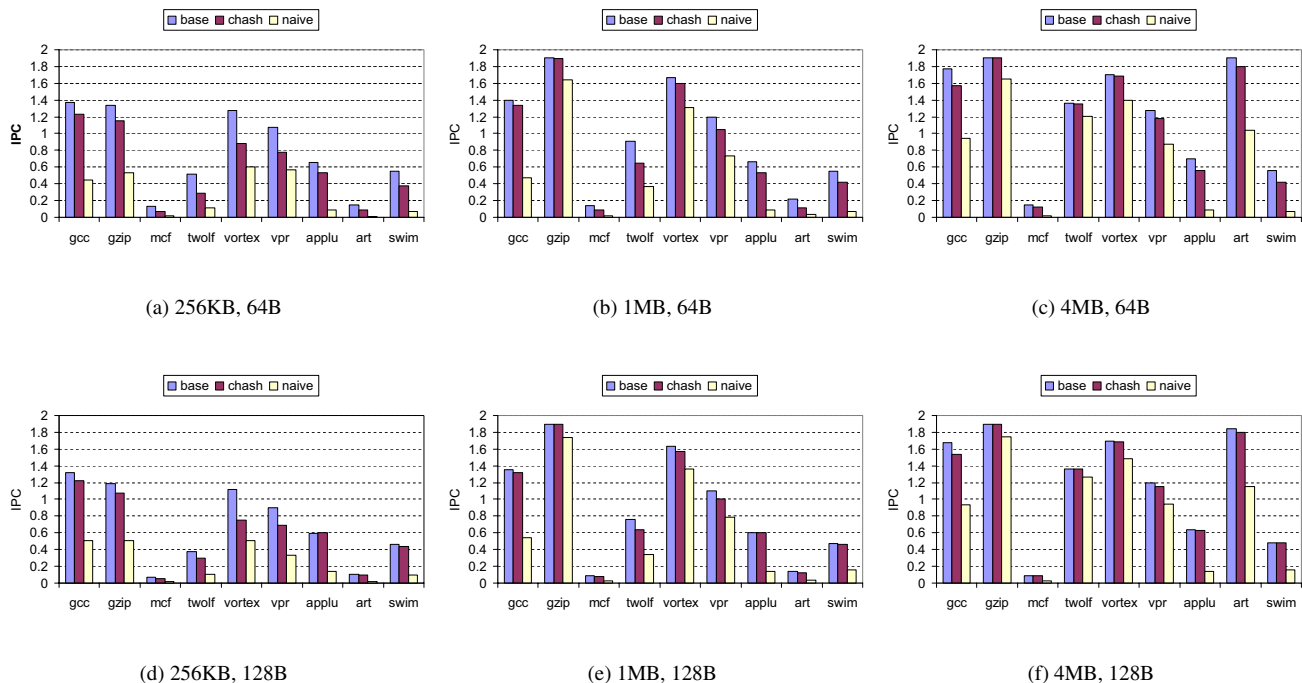 base chash naive
base chash naive
base chash naive
2
1.8
1.6
1.4
1.2
1
0.8
0.6
0.4
0.2
0
IPC
gcc gzip mcf twolf vortex vpr applu art swim
2
1.8
1.6
1.4
1.2
1
0.8
0.6
0.4
0.2
0
IPC
gcc gzip mcf twolf vortex vpr applu art swim
2
1.8
1.6
1.4
1.2
1
0.8
0.6
0.4
0.2
0
IPC
gcc gzip mcf twolf vortex vpr applu art swim
(a) 256KB, 64B
(b) 1MB, 64B
(c) 4MB, 64B
base chash naive
base chash naive
base chash naive
2
1.8
1.6
1.4
1.2
1
0.8
0.6
0.4
0.2
0
IPC
gcc gzip mcf twolf vortex vpr applu art swim
2
1.8
1.6
1.4
1.2
1
0.8
0.6
0.4
0.2
0
IPC
gcc gzip mcf twolf vortex vpr applu art swim
2
1.8
1.6
1.4
1.2
1
0.8
0.6
0.4
0.2
0
IPC
gcc gzip mcf twolf vortex vpr applu art swim
(d) 256KB, 128B
(e) 1MB, 128B
(f) 4MB, 128B